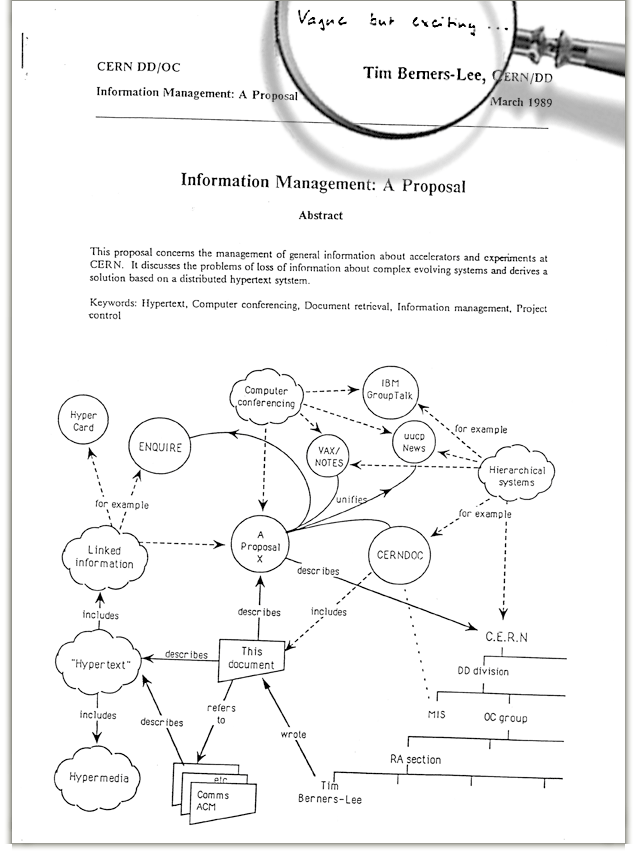 Vague but exciting ...
CERN DD/OC
Tim Berners-Lee, CERN/DD
Information Management: A Proposal
March 1989
Information Management: A Proposal
Abstract
This proposal concerns the management of general information about accelerators and experiments at
CERN. It discusses the problems of loss of information about complex evolving systems and derives a
solution based on a distributed hypertext sytstem.
Keywords: Hypertext, Computer conferencing, Document retrieval, Information management, Project
control
Computer
conferencing
IBM
GroupTalk
Hyper
Card
ENQUIRE
VAX/
NOTES
uucp
News
for example
Hierarchical
systems
for example
unifies
for example
Linked
information
A
Proposal
X
CERNDOC
describes
includes
describes
includes
C.E.R.N
"Hypertext"
describes
This
document
DD division
includes
describes
refers
to
wrote
MIS
OC group
RA section
Hypermedia
etc
Comms
ACM
Tim
Berners-Lee